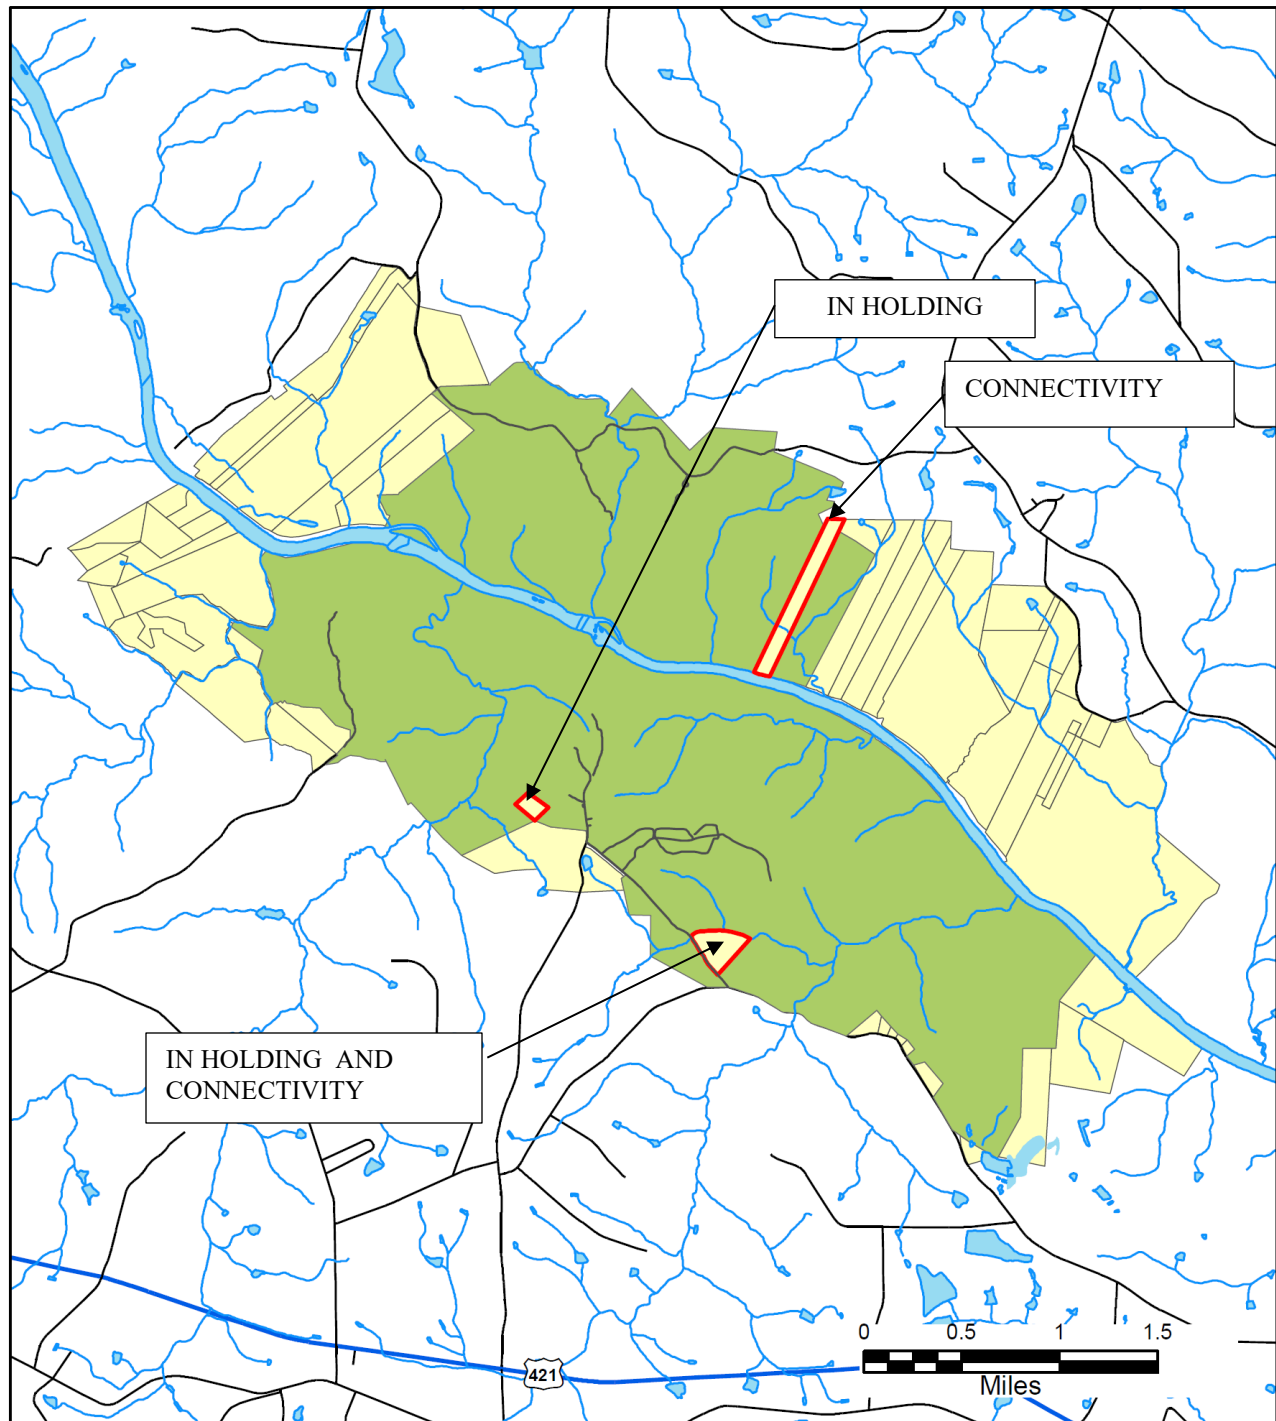 IN HOLDING
CONNECTIVITY
IN HOLDING AND
CONNECTIVITY
0 0.5 1 1.5
Miles
421